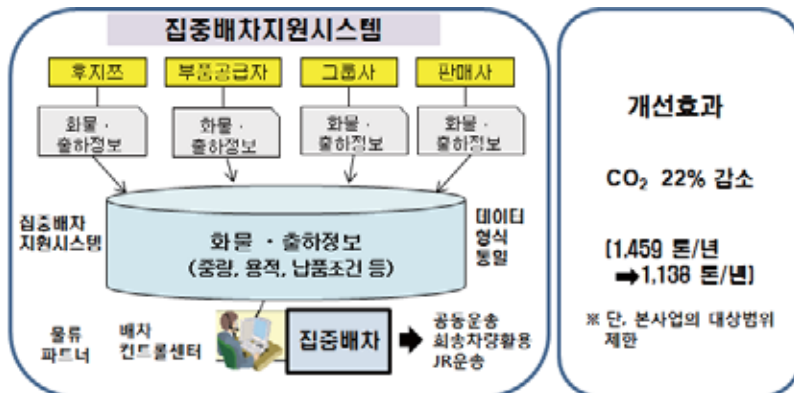 집중배차지원시스템
후지쯔
부품공급자
그룹사
판매사
화물·
출하정보
화물·
출하정보
화물·
출하정보
화물·
출하정보
집중배차
지원시스템
화물 · 출하정보
(중량, 용적, 납품조건 등)
데이터
형식
통일
물류
파트너
배차
컨트롤센터
집중배차
공동운송
회송차량활용
JR운송
개선효과
CO₂ 22% 감소
[1,459 톤/년
➡1,138 톤/년]
※ 단, 본사업의 대상범위
제한